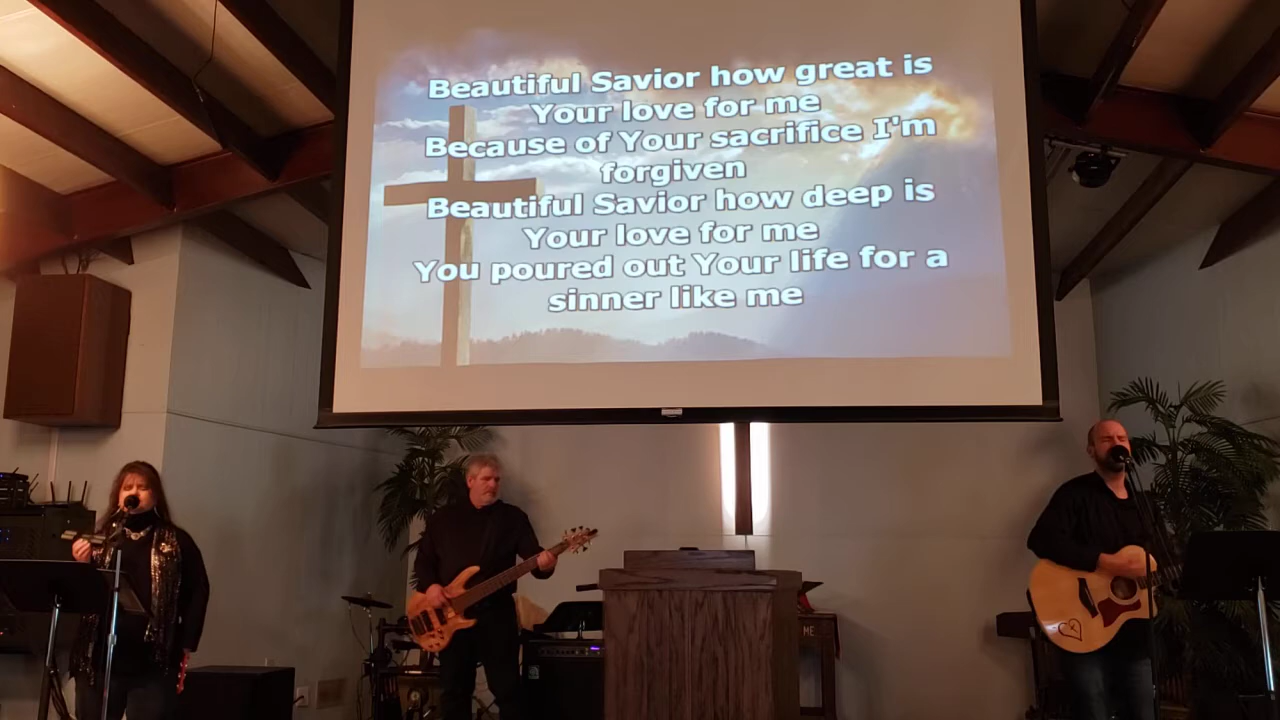 Beautiful Savior how great is
Your love for me
Because of Your sacrifice I'm
forgiven
Beautiful Savior how deep is
Your love for me
You poured out Your life for a
sinner like me
ME